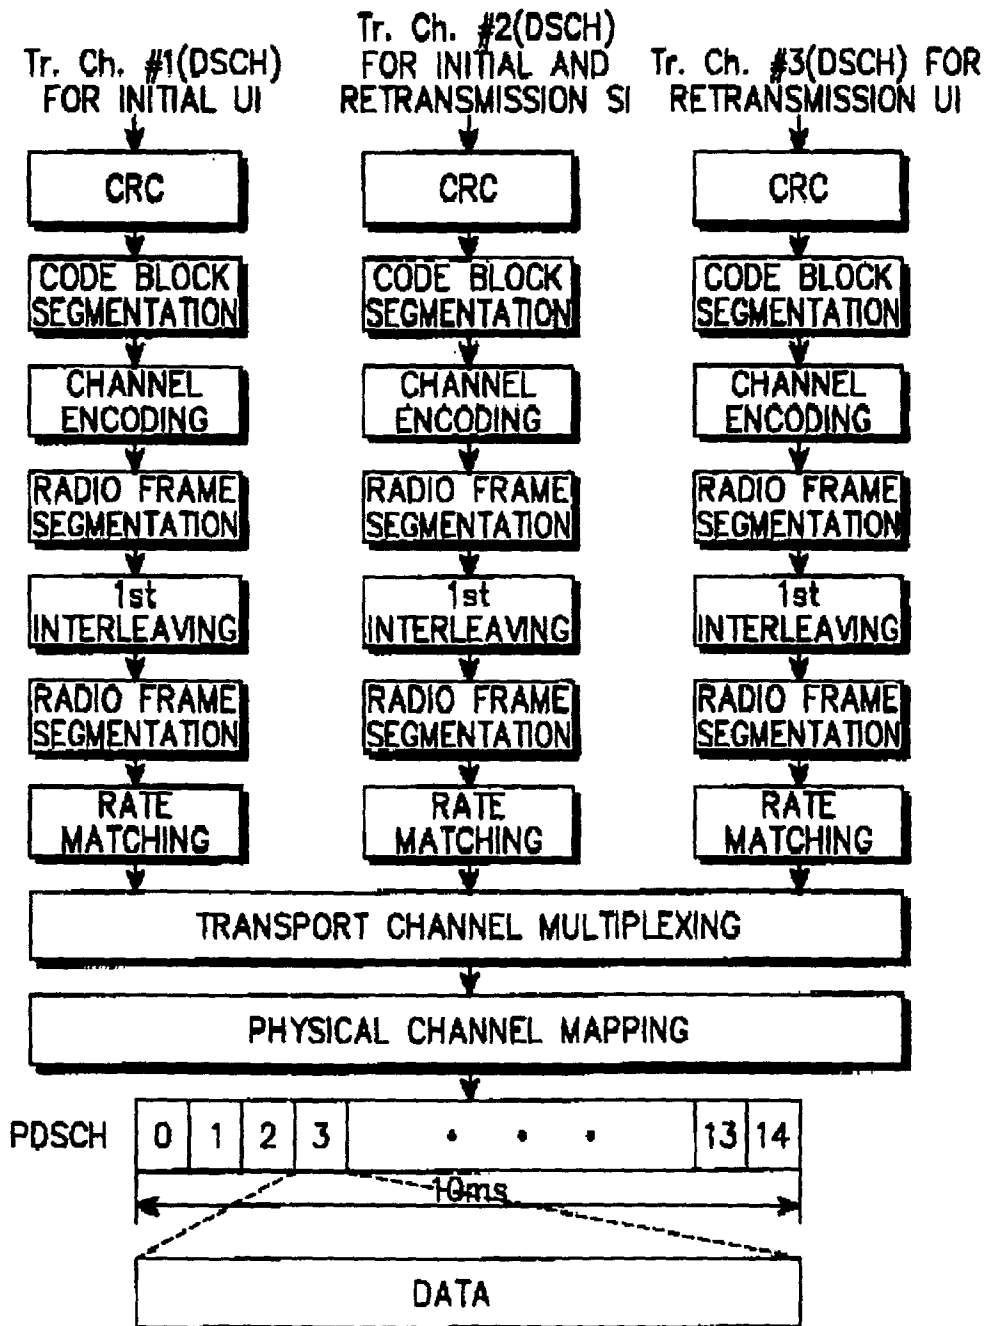 Tr. Ch. #1(DSCH)
FOR INITIAL UI
Tr. Ch. #2(DSCH)
FOR INITIAL AND
RETRANSMISSION SI
Tr. Ch. #3(DSCH) FOR
RETRANSMISSION UI
CRC
CRC
CRC
CODE BLOCK
SEGMENTATION
CODE BLOCK
SEGMENTATION
CODE BLOCK
SEGMENTATION
CHANNEL
ENCODING
CHANNEL
ENCODING
CHANNEL
ENCODING
RADIO FRAME
SEGMENTATION
RADIO FRAME
SEGMENTATION
RADIO FRAME
SEGMENTATION
1st
INTERLEAVING
1st
INTERLEAVING
1st
INTERLEAVING
RADIO FRAME
SEGMENTATION
RADIO FRAME
SEGMENTATION
RADIO FRAME
SEGMENTATION
RATE
MATCHING
RATE
MATCHING
RATE
MATCHING
TRANSPORT CHANNEL MULTIPLEXING
PHYSICAL CHANNEL MAPPING
PDSCH 0 1 2 3 • • • 13 14
10ms
DATA